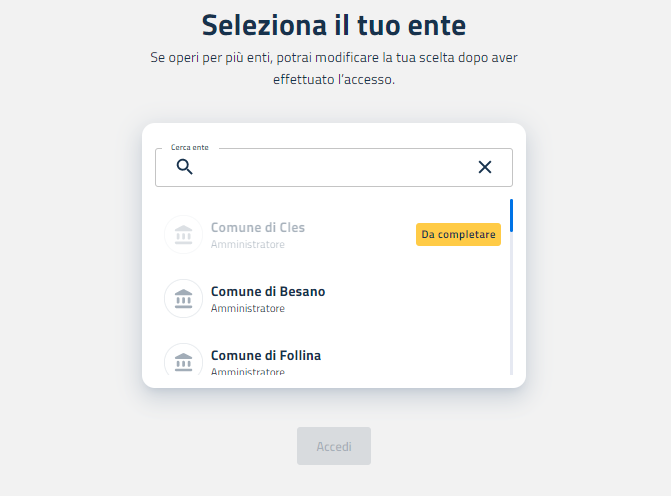 Seleziona il tuo ente
Se operi per più enti, potrai modificare la tua scelta dopo aver
effettuato l’accesso.
Cerca ente
Comune di Cles
Amministratore
Da completare
Comune di Besano
Amministratore
Comune di Follina
Amministratore
Accedi